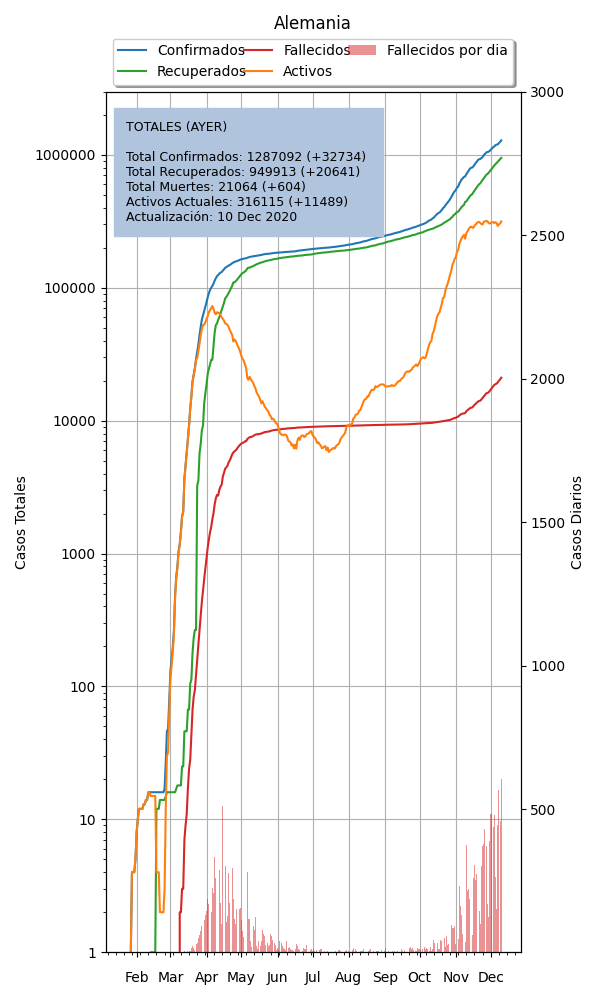 Alemania
Confirmados
Fallecidos
Fallecidos por dia
Recuperados
Activos
TOTALES (AYER)
Total Confirmados: 1287092 (+32734)
Total Recuperados: 949913 (+20641)
Total Muertes: 21064 (+604)
Activos Actuales: 316115 (+11489)
Actualización: 10 Dec 2020
Casos Totales
1000000
100000
10000
1000
100
10
1
Casos Diarios
3000
2500
2000
1500
1000
500
Feb Mar Apr May Jun Jul Aug Sep Oct Nov Dec